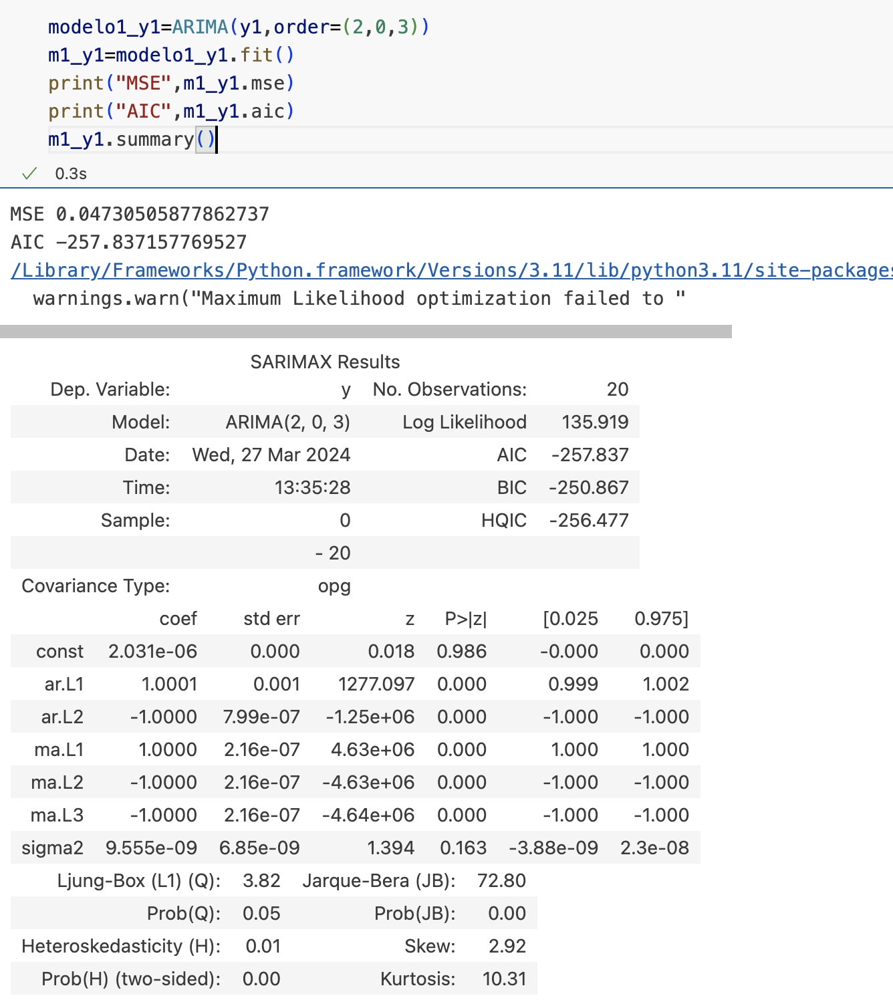 modelo1_y1=ARIMA(y1,order=(2,0,3))
m1_y1=modelo1_y1.fit()
print("MSE",m1_y1.mse)
print("AIC",m1_y1.aic)
m1_y1.summary()
0.3s
MSE 0.04730505877862737
AIC -257.837157769527
/Library/Frameworks/Python.framework/Versions/3.11/lib/python3.11/site-packages
warnings.warn("Maximum Likelihood optimization failed to "
SARIMAX Results
Dep. Variable: y No. Observations: 20
Model: ARIMA(2, 0, 3) Log Likelihood 135.919
Date: Wed, 27 Mar 2024 AIC -257.837
Time: 13:35:28 BIC -250.867
Sample: 0 HQIC -256.477
- 20
Covariance Type: opg
coef std err z P>|z| [0.025 0.975]
const 2.031e-06 0.000 0.018 0.986 -0.000 0.000
ar.L1 1.0001 0.001 1277.097 0.000 0.999 1.002
ar.L2 -1.0000 7.99e-07 -1.25e+06 0.000 -1.000 -1.000
ma.L1 1.0000 2.16e-07 4.63e+06 0.000 1.000 1.000
ma.L2 -1.0000 2.16e-07 -4.63e+06 0.000 -1.000 -1.000
ma.L3 -1.0000 2.16e-07 -4.64e+06 0.000 -1.000 -1.000
sigma2 9.555e-09 6.85e-09 1.394 0.163 -3.88e-09 2.3e-08
Ljung-Box (L1) (Q): 3.82 Jarque-Bera (JB): 72.80
Prob(Q): 0.05 Prob(JB): 0.00
Heteroskedasticity (H): 0.01 Skew: 2.92
Prob(H) (two-sided): 0.00 Kurtosis: 10.31